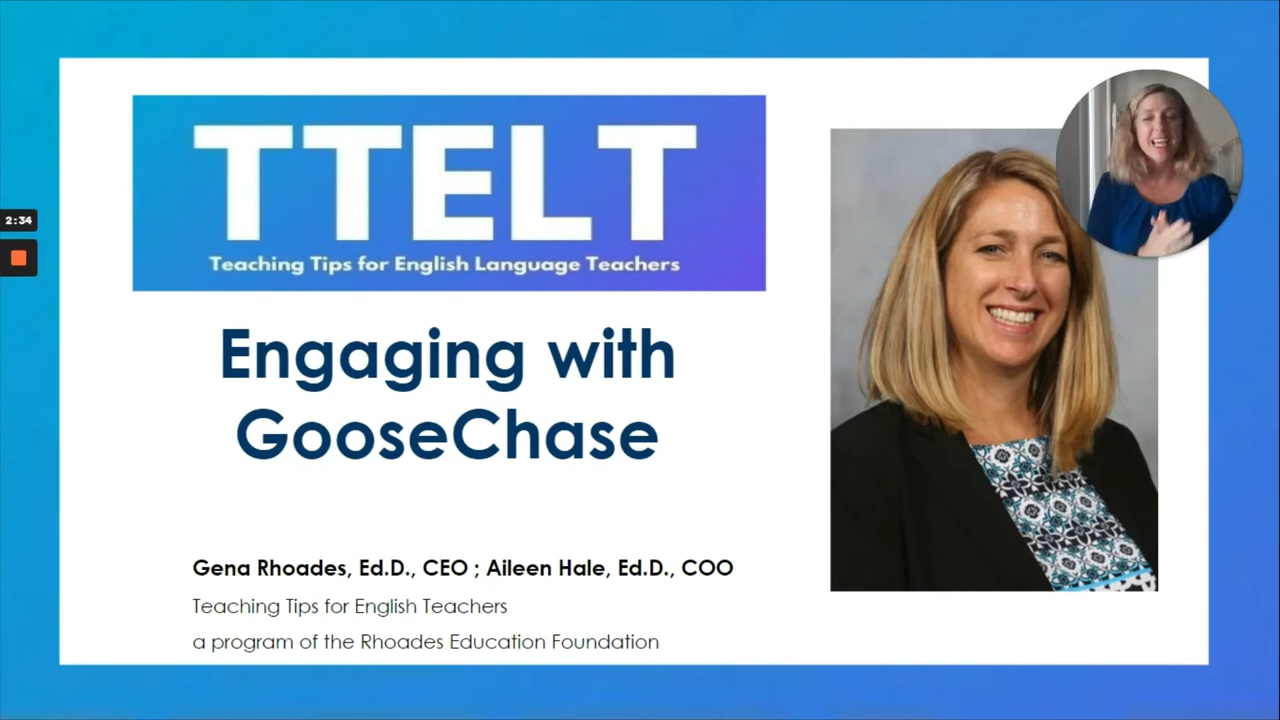 TTELT
Teaching Tips for English Language Teachers
2:34
Engaging with
GooseChase
Gena Rhoades, Ed.D., CEO ; Aileen Hale, Ed.D., COO
Teaching Tips for English Teachers
a program of the Rhoades Education Foundation